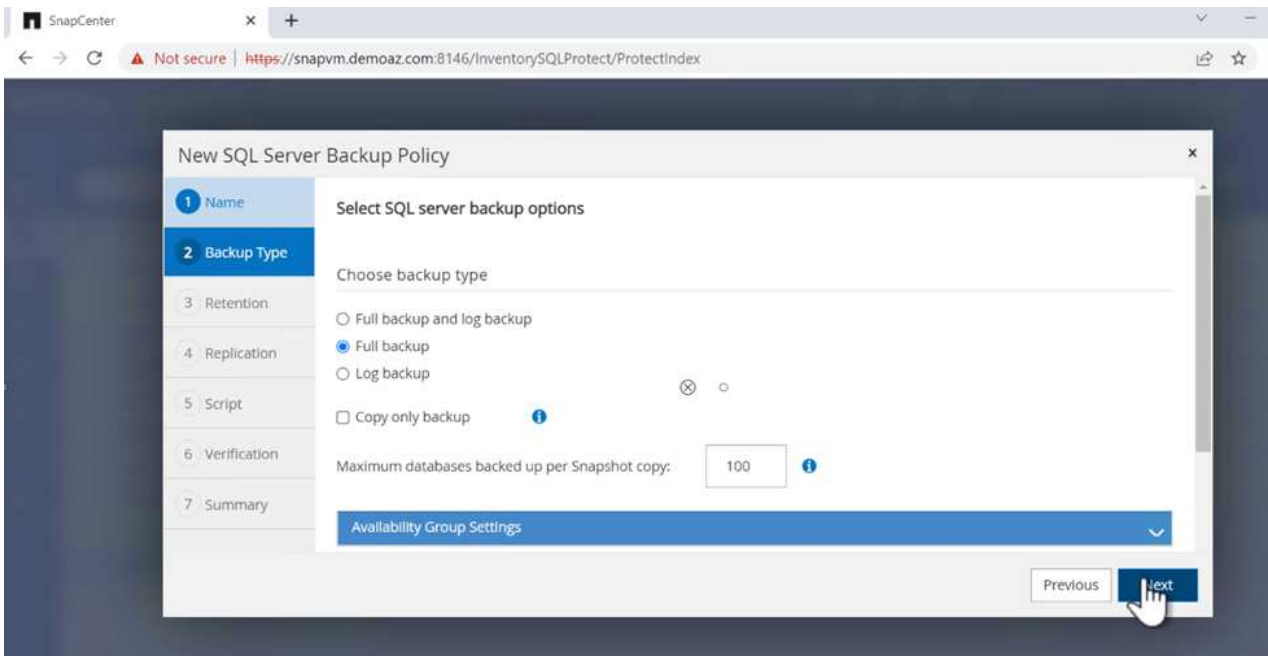 SnapCenter
Not secure | https://snapvm.demoaz.com:8146/InventorySQLProtect/ProtectIndex
New SQL Server Backup Policy
1 Name
2 Backup Type
3 Retention
4 Replication
5 Script
6 Verification
7 Summary
Select SQL server backup options
Choose backup type
Full backup and log backup
Full backup
Log backup
Copy only backup
Maximum databases backed up per Snapshot copy: 100
Availability Group Settings
Previous Next